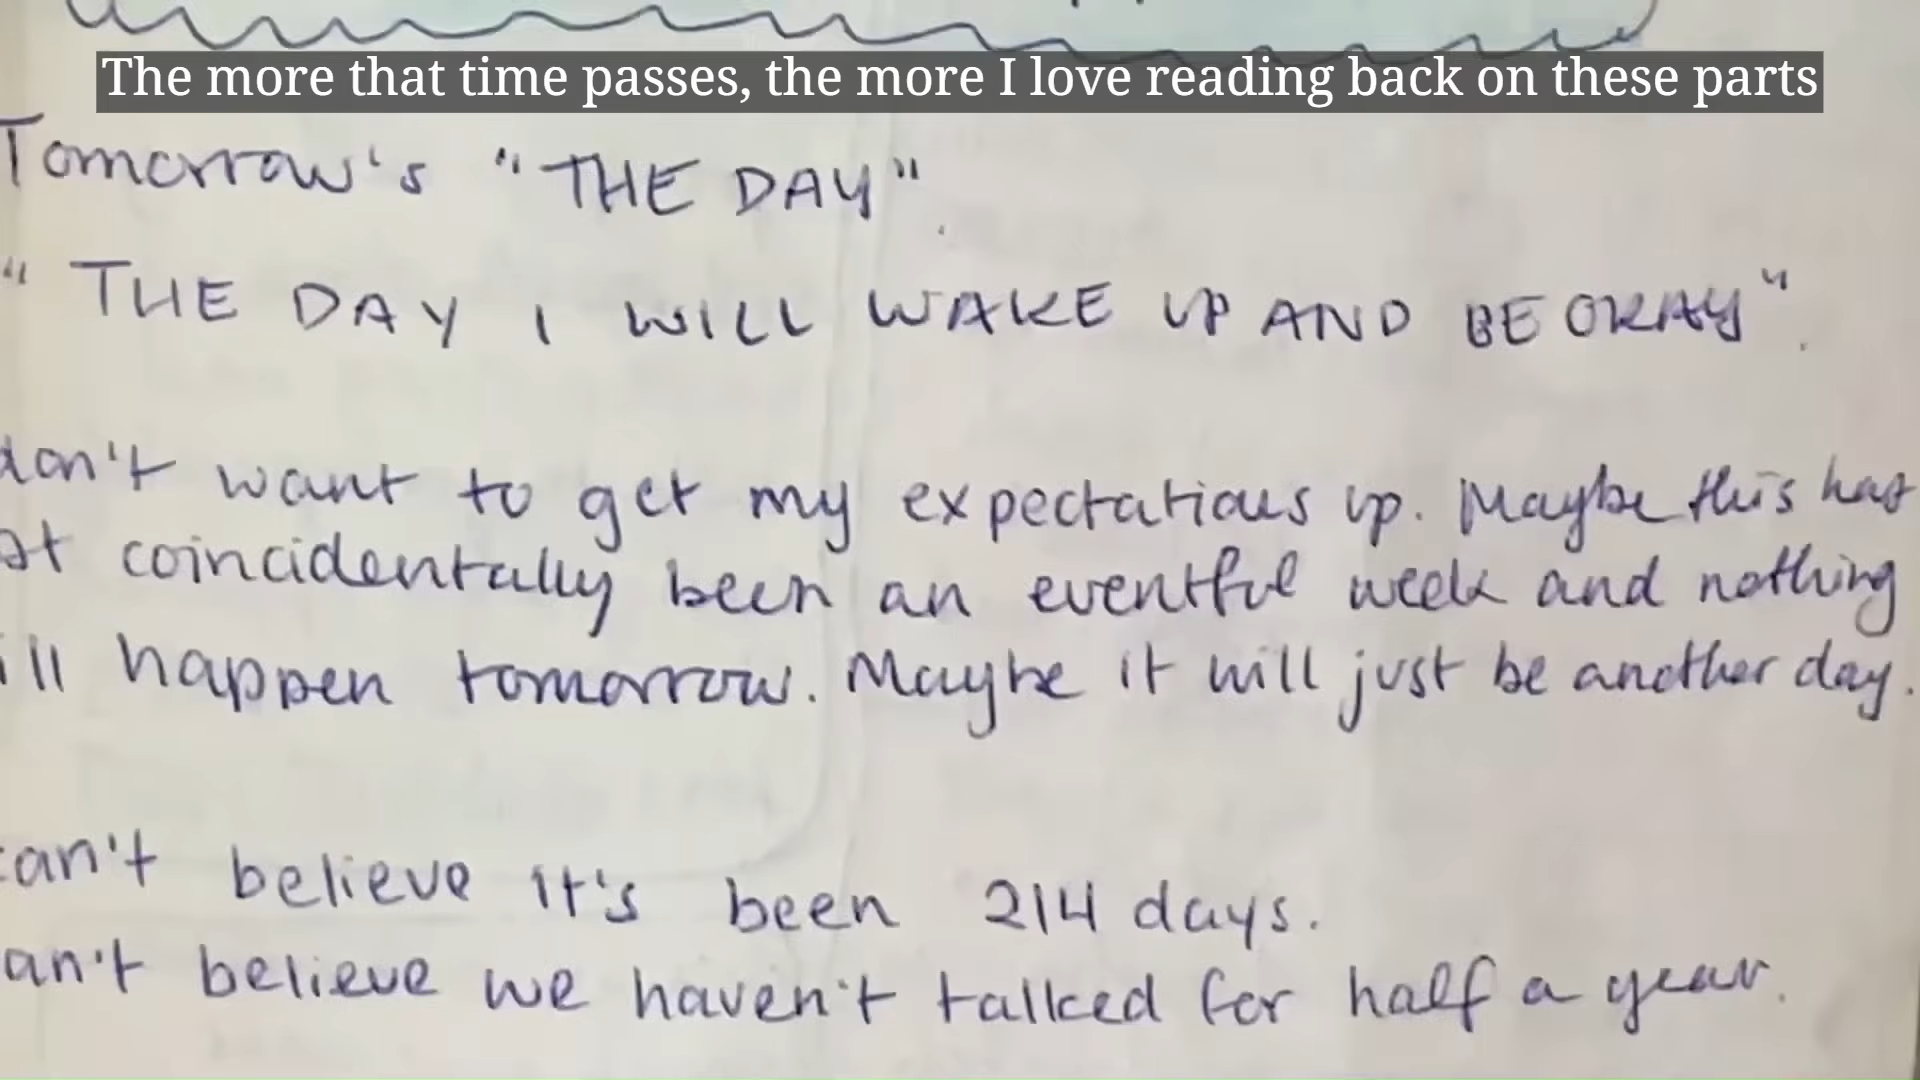 The more that time passes, the more I love reading back on these parts
Tomorrow's "THE DAY".
"THE DAY I WILL WAKE UP AND BE OKAY".
don't want to get my expectations up. Maybe this has
coincidentally been an eventful week and nothing
ill happen tomorrow. Maybe it will just be another day.
can't believe it's been 214 days.
an't believe we haven't talked for half a year.